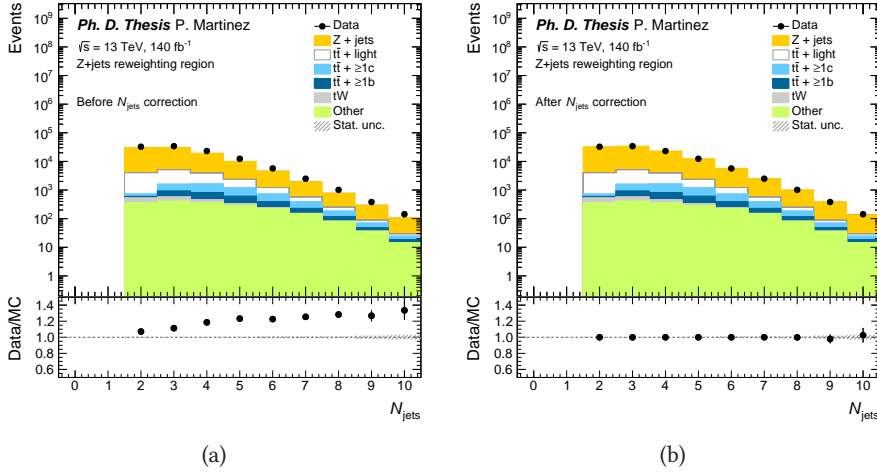 Events
10⁹
10⁸
10⁷
10⁶
10⁵
10⁴
10³
10²
10
1
Ph. D. Thesis P. Martinez
√s = 13 TeV, 140 fb⁻¹
Z+jets reweighting region
Before N_jets correction
Data
Z + jets
tt̄ + light
tt̄ + ≥1c
tt̄ + ≥1b
tW
Other
Stat. unc.
Data/MC
1.4
1.2
1.0
0.8
0.6
0 1 2 3 4 5 6 7 8 9 10
N_jets
(a)
Events
10⁹
10⁸
10⁷
10⁶
10⁵
10⁴
10³
10²
10
1
Ph. D. Thesis P. Martinez
√s = 13 TeV, 140 fb⁻¹
Z+jets reweighting region
After N_jets correction
Data
Z + jets
tt̄ + light
tt̄ + ≥1c
tt̄ + ≥1b
tW
Other
Stat. unc.
Data/MC
1.4
1.2
1.0
0.8
0.6
0 1 2 3 4 5 6 7 8 9 10
N_jets
(b)